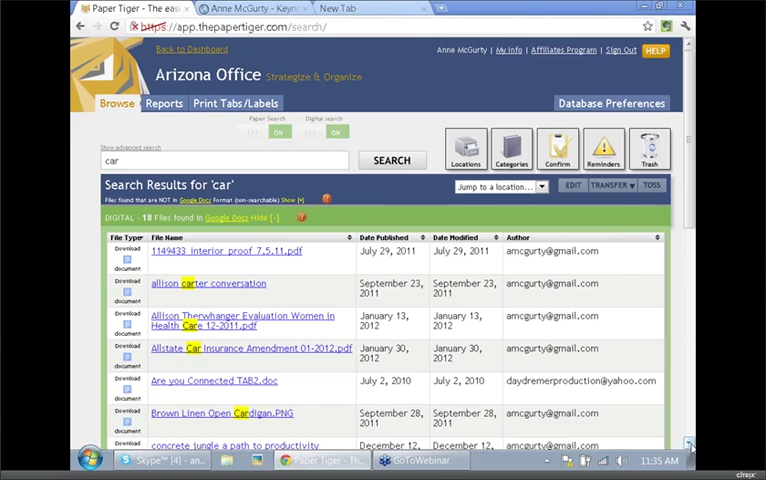 Paper Tiger - The eas
Anne McGurty - Keyno
New Tab
https://app.thepapertiger.com/search/
Back to Dashboard
Anne McGurty | My Info | Affiliates Program | Sign Out HELP
Arizona Office Strategize & Organize
Browse Reports Print Tabs/Labels Database Preferences
Paper Search Digital search
ON ON
Show advanced search
car SEARCH
Locations Categories Confirm Reminders Trash
Search Results for 'car' Jump to a location... EDIT TRANSFER TOSS
Files found that are NOT IN Google Docs Format (non-searchable) Show [+]
DIGITAL - 18 Files found in Google Docs Hide [-]
File Type File Name Date Published Date Modified Author
Download document 1149433_interior_proof_7.5.11.pdf July 29, 2011 July 29, 2011 amcgurty@gmail.com
Download document allison carter conversation September 23, 2011 September 23, 2011 amcgurty@gmail.com
Download document Allison Therwhanger Evaluation Women in Health Care 12-2011.pdf January 13, 2012 January 13, 2012 amcgurty@gmail.com
Download document Allstate Car Insurance Amendment 01-2012.pdf January 30, 2012 January 30, 2012 amcgurty@gmail.com
Download document Are you Connected TAB2.doc July 2, 2010 July 2, 2010 daydremerproduction@yahoo.com
Download document Brown Linen Open Cardigan.PNG September 28, 2011 September 28, 2011 amcgurty@gmail.com
Download concrete jungle a path to productivity December 12, December 12, amcgurty@gmail.com
Skype™ [4] - an... Paper Tiger - Th... GoToWebinar 11:35 AM
citrix